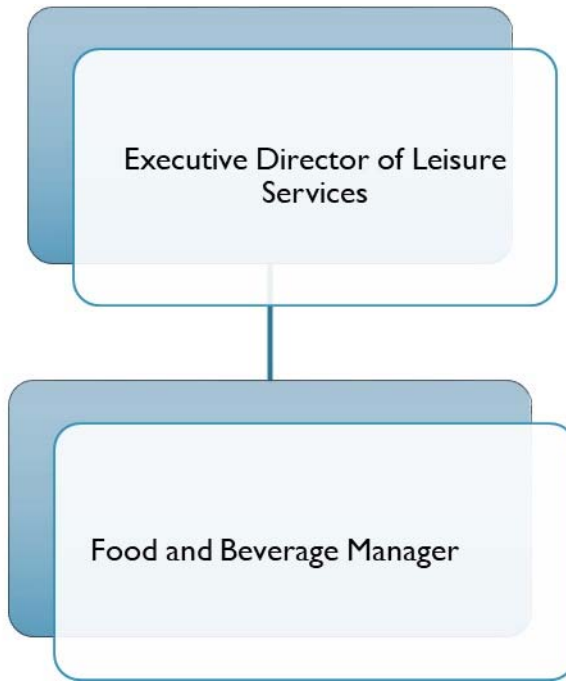 Executive Director of Leisure
Services
Food and Beverage Manager